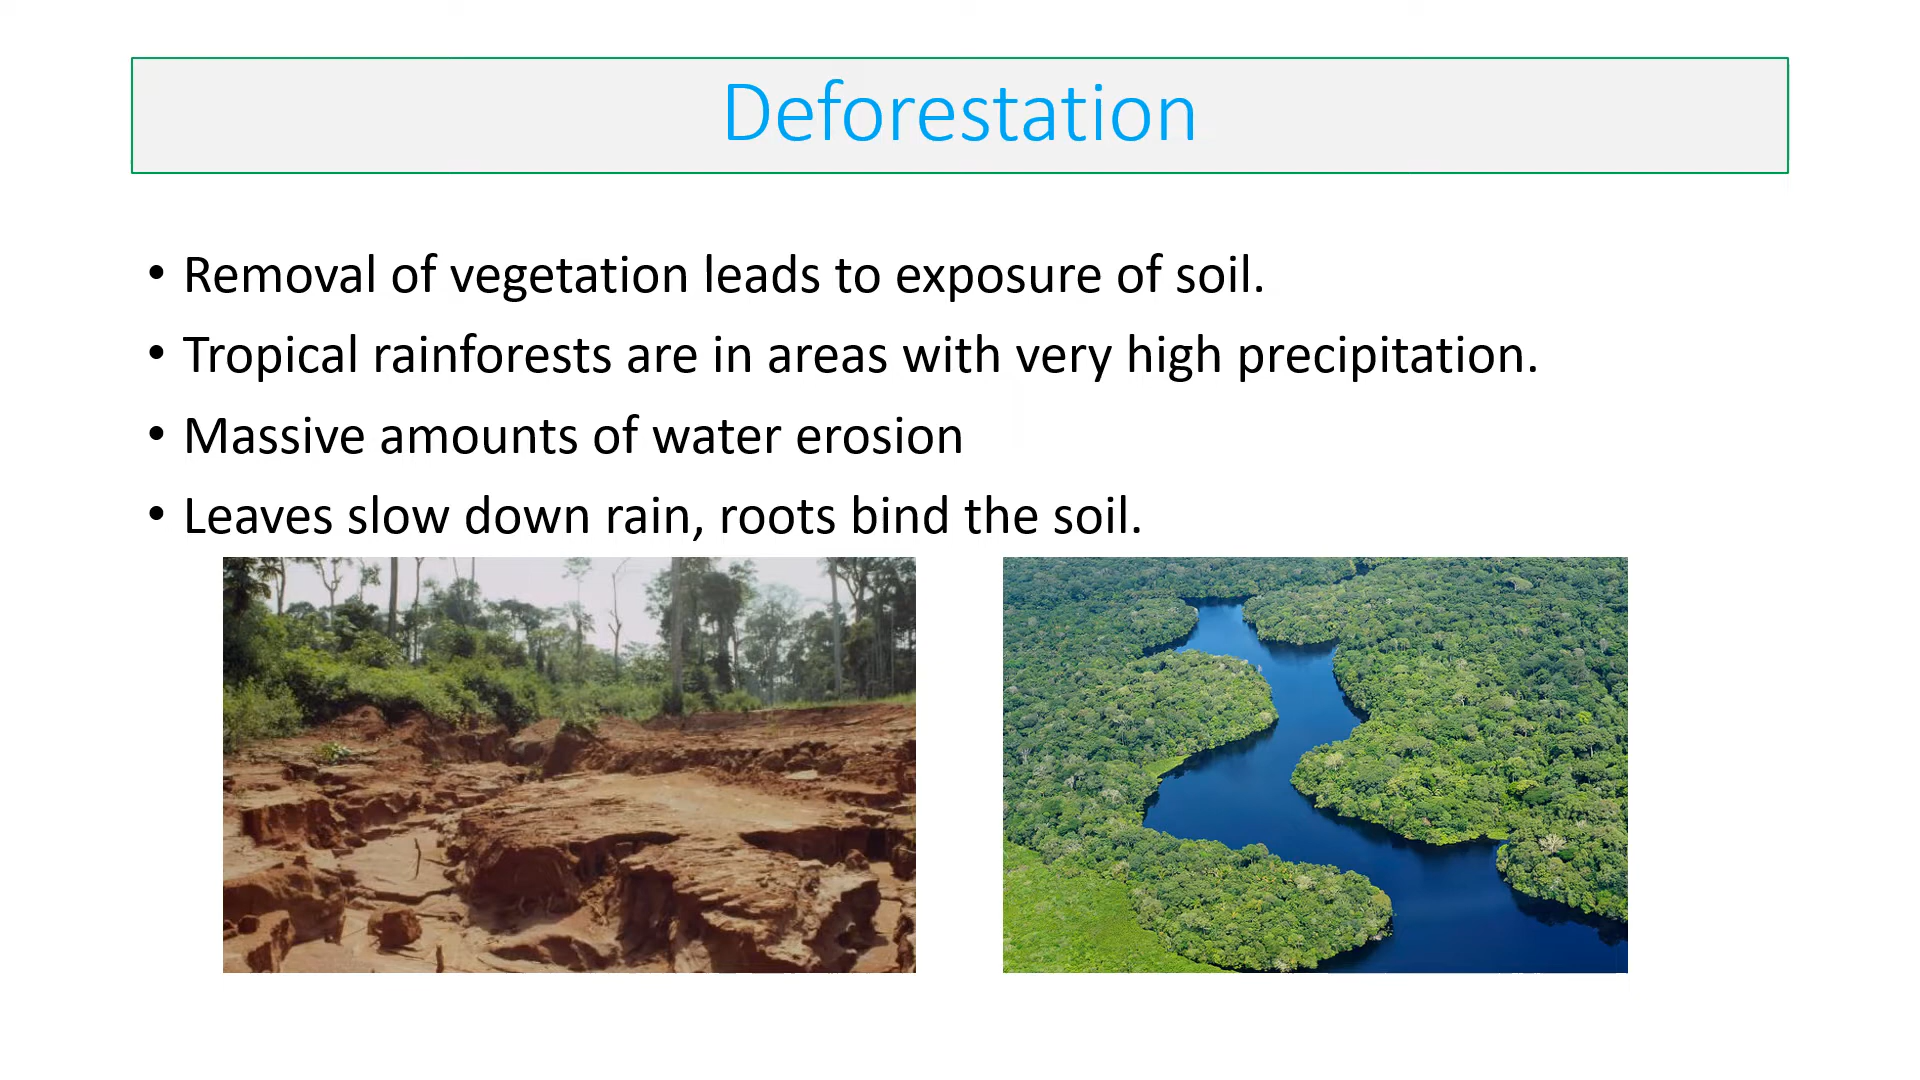 Deforestation
• Removal of vegetation leads to exposure of soil.
• Tropical rainforests are in areas with very high precipitation.
• Massive amounts of water erosion
• Leaves slow down rain, roots bind the soil.